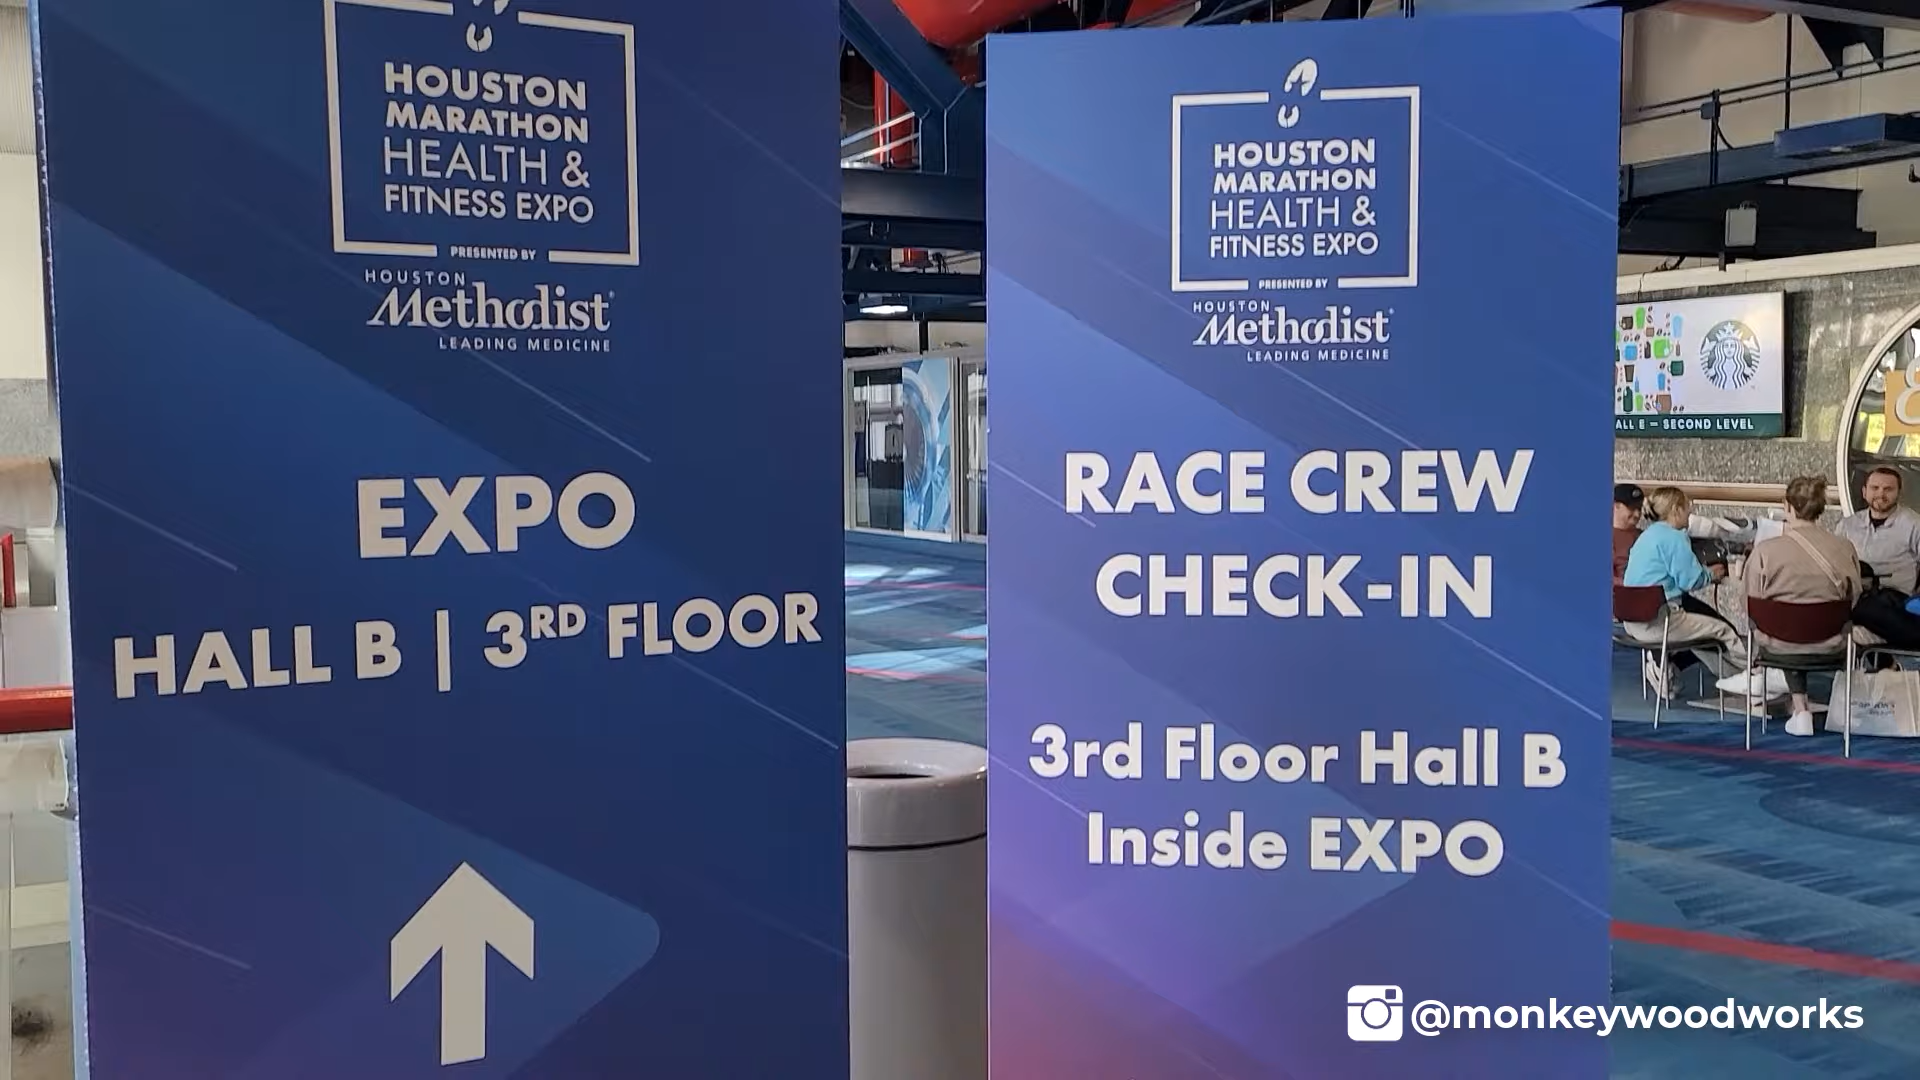 HOUSTON
MARATHON
HEALTH &
FITNESS EXPO
PRESENTED BY
HOUSTON
Methodist
LEADING MEDICINE
EXPO
HALL B | 3RD FLOOR
HOUSTON
MARATHON
HEALTH &
FITNESS EXPO
PRESENTED BY
HOUSTON
Methodist
LEADING MEDICINE
RACE CREW
CHECK-IN
3rd Floor Hall B
Inside EXPO
ALL E — SECOND LEVEL
@monkeywoodworks